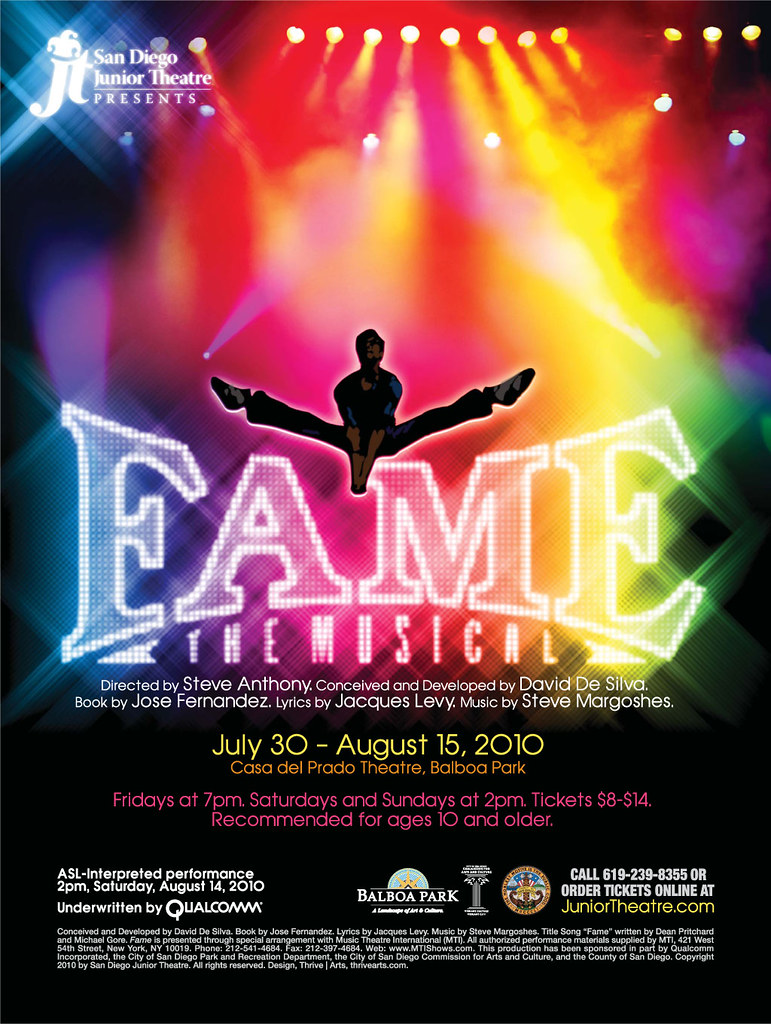 jt San Diego
Junior Theatre
PRESENTS
FAME
THE MUSICAL
Directed by Steve Anthony. Conceived and Developed by David De Silva.
Book by Jose Fernandez. Lyrics by Jacques Levy. Music by Steve Margoshes.
July 30 – August 15, 2010
Casa del Prado Theatre, Balboa Park
Fridays at 7pm. Saturdays and Sundays at 2pm. Tickets $8-$14.
Recommended for ages 10 and older.
ASL-Interpreted performance
2pm, Saturday, August 14, 2010
Underwritten by QUALCOMM
BALBOA PARK
A Landscape of Art & Culture.
CALL 619-239-8355 OR
ORDER TICKETS ONLINE AT
JuniorTheatre.com
Conceived and Developed by David De Silva. Book by Jose Fernandez. Lyrics by Jacques Levy. Music by Steve Margoshes. Title Song "Fame" written by Dean Pritchard
and Michael Gore. Fame is presented through special arrangement with Music Theatre International (MTI). All authorized performance materials supplied by MTI, 421 West
54th Street, New York, NY 10019. Phone: 212-541-4684. Fax: 212-397-4684. Web: www.MTIShows.com. This production has been sponsored in part by Qualcomm
Incorporated, the City of San Diego Park and Recreation Department, the City of San Diego Commission for Arts and Culture, and the County of San Diego. Copyright
2010 by San Diego Junior Theatre. All rights reserved. Design, Thrive | Arts, thrivearts.com.